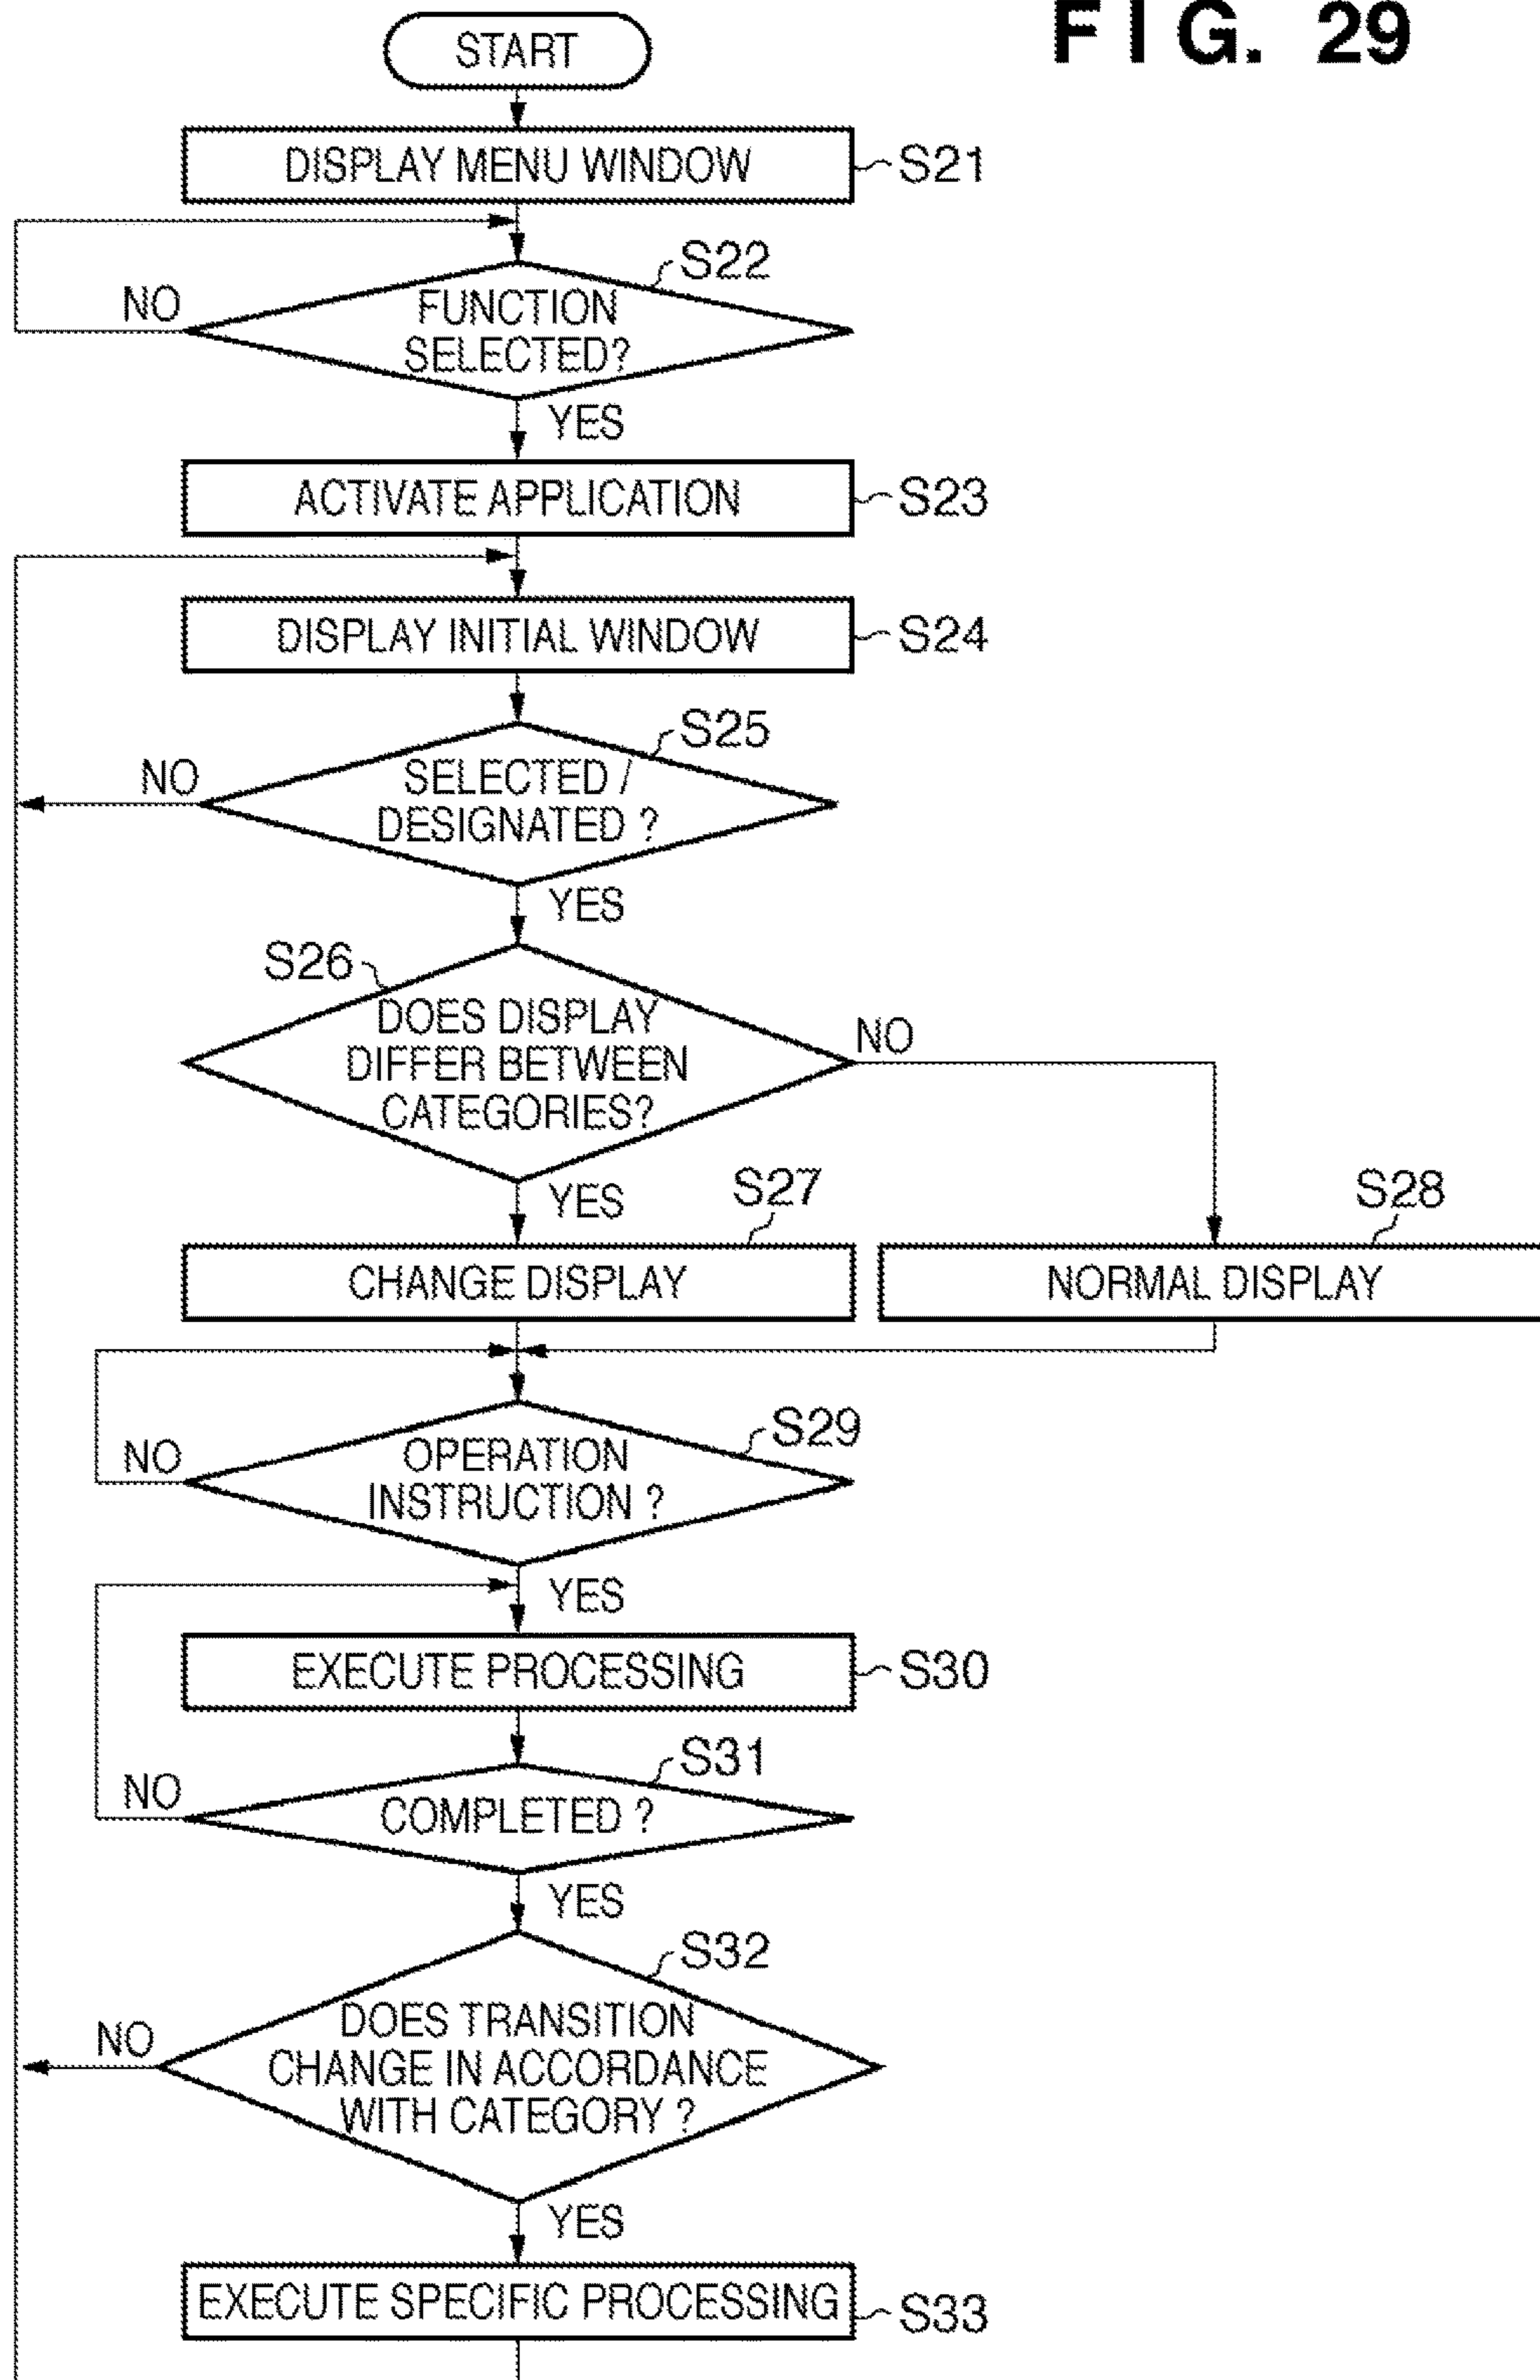 FIG. 29
START
DISPLAY MENU WINDOW
S21
S22
NO
FUNCTION
SELECTED?
YES
ACTIVATE APPLICATION
S23
DISPLAY INITIAL WINDOW
S24
S25
NO
SELECTED /
DESIGNATED ?
YES
S26
DOES DISPLAY
DIFFER BETWEEN
CATEGORIES?
NO
YES
S27
S28
CHANGE DISPLAY
NORMAL DISPLAY
S29
NO
OPERATION
INSTRUCTION ?
YES
EXECUTE PROCESSING
S30
S31
NO
COMPLETED ?
YES
S32
NO
DOES TRANSITION
CHANGE IN ACCORDANCE
WITH CATEGORY ?
YES
EXECUTE SPECIFIC PROCESSING
S33